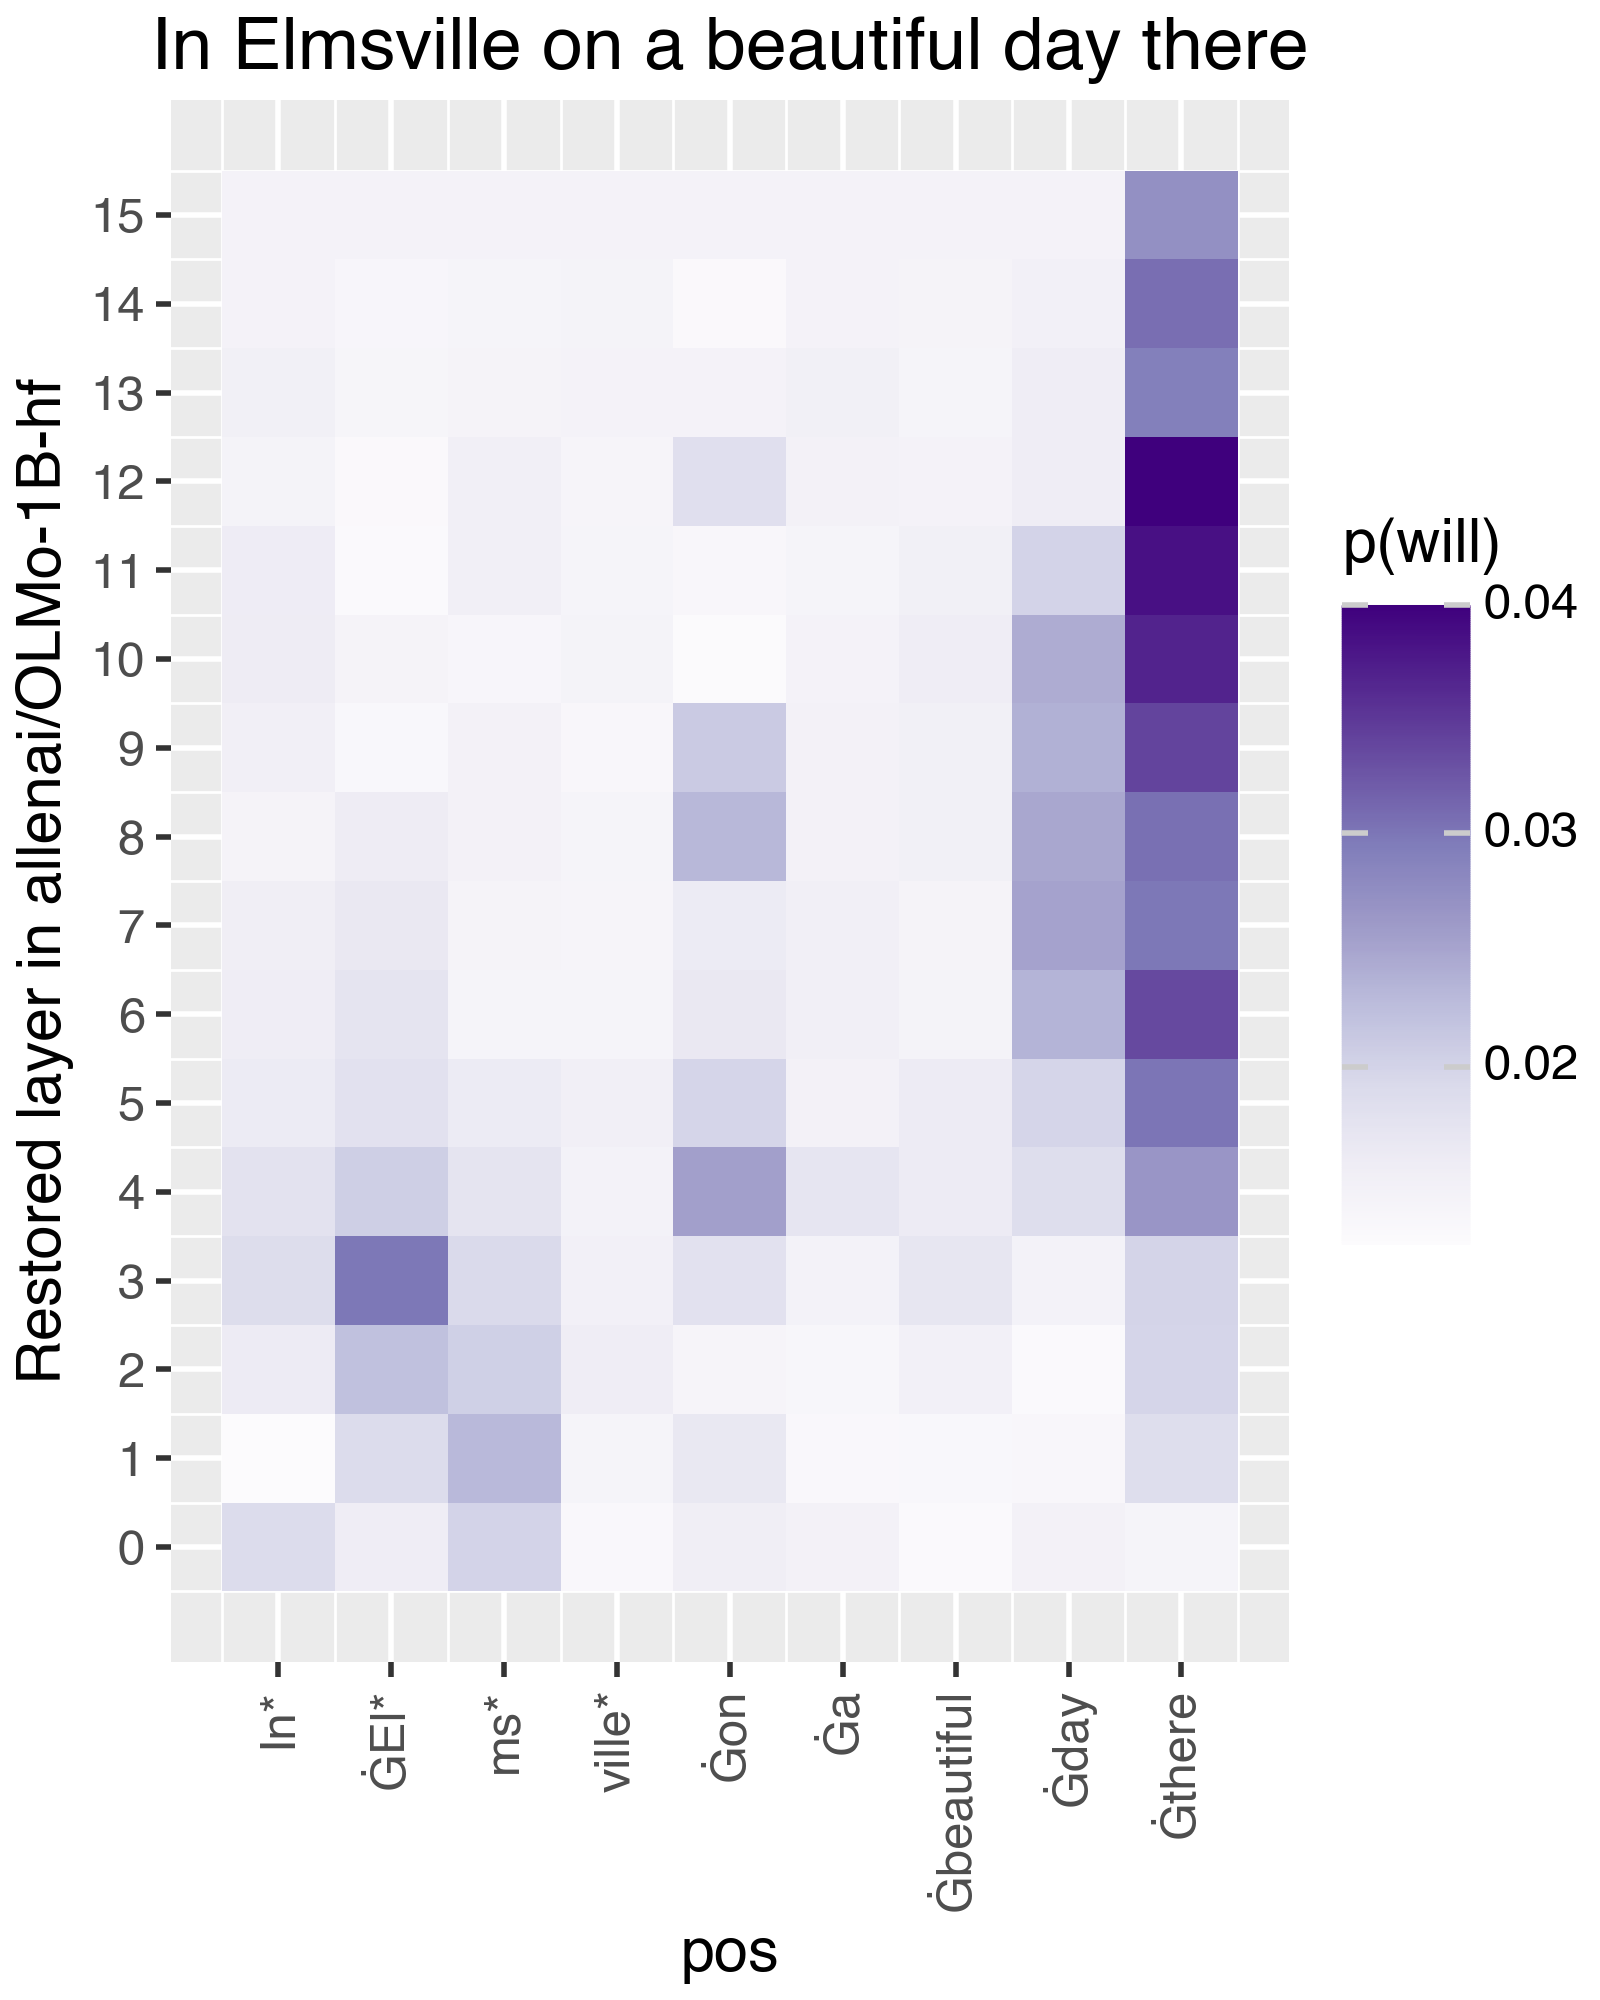 In Elmsville on a beautiful day there
Restored layer in allenai/OLMo-1B-hf
15
14
13
12
11
10
9
8
7
6
5
4
3
2
1
0
In*
ĠEl*
ms*
ville*
Ġon
Ġa
Ġbeautiful
Ġday
Ġthere
pos
p(will)
0.04
0.03
0.02